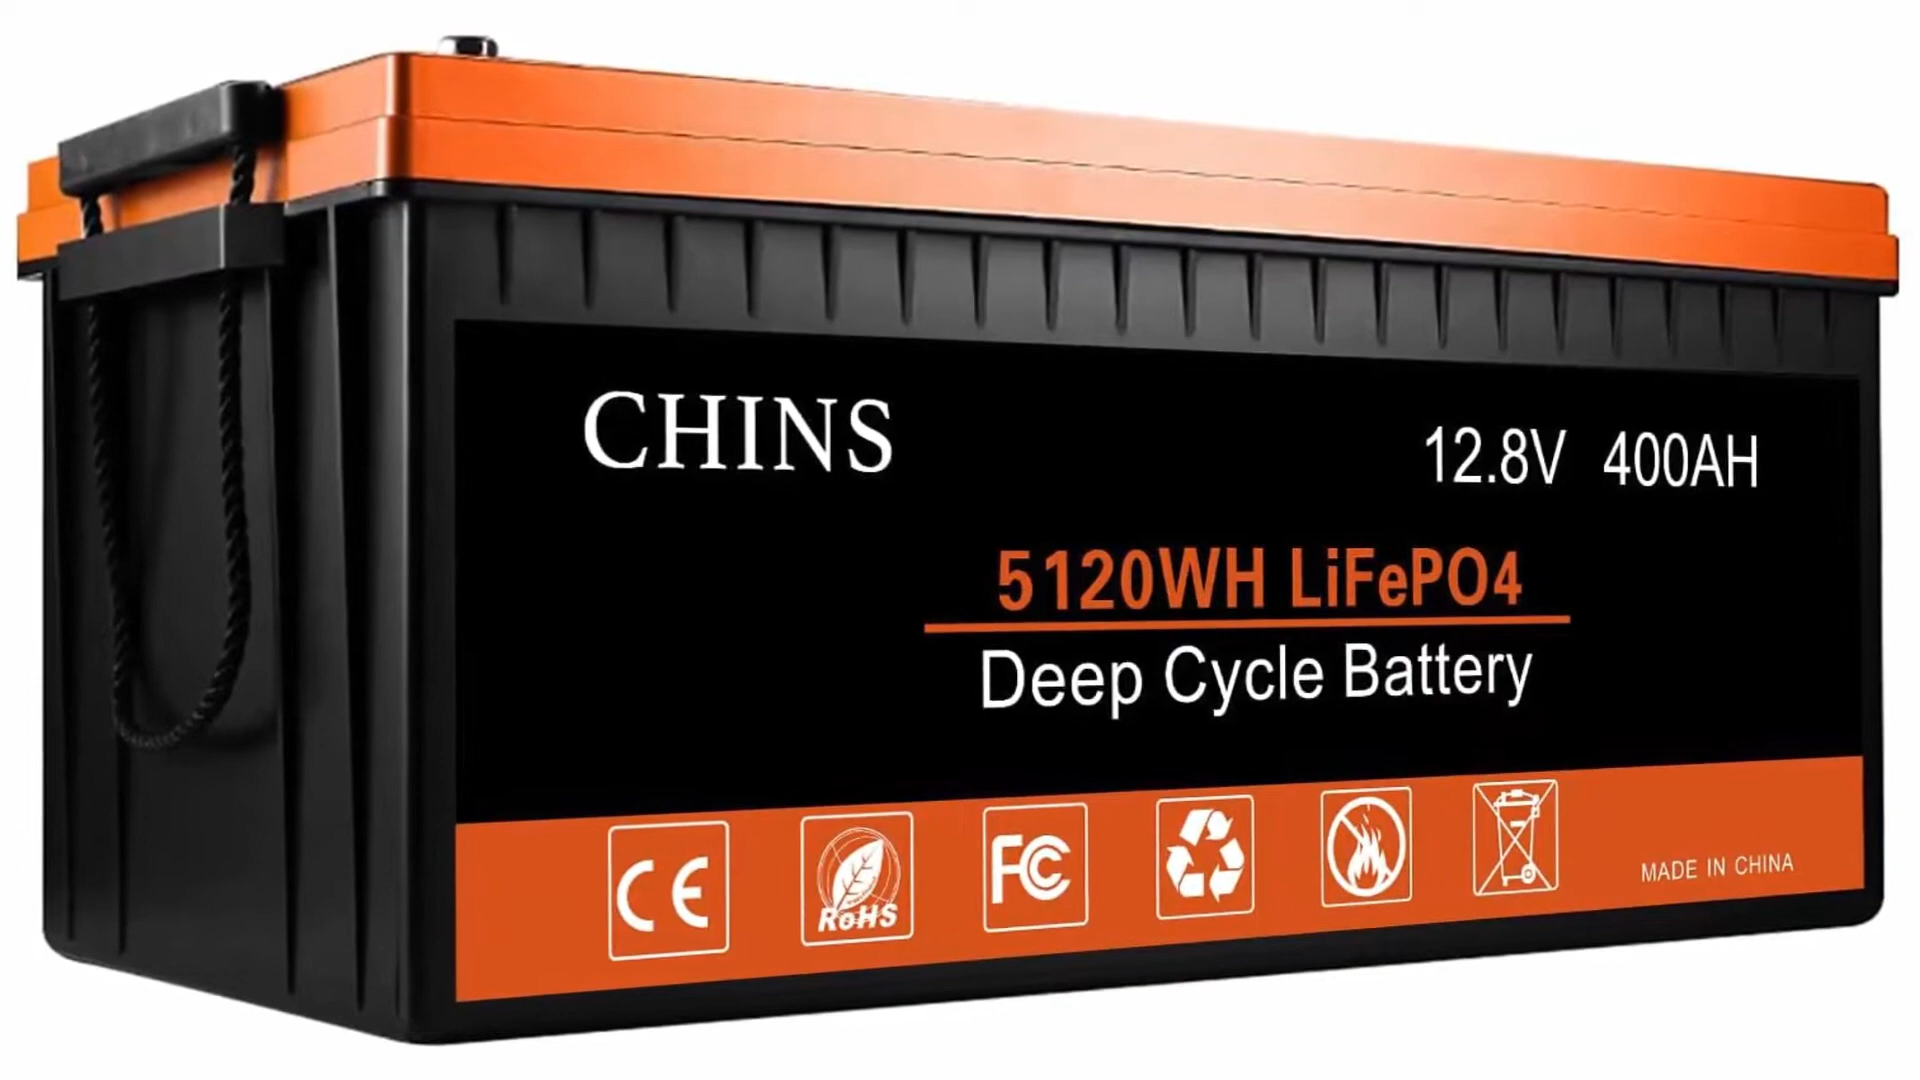 CHINS
12.8V 400AH
5120WH LiFePO4
Deep Cycle Battery
CE
RoHS
FC
MADE IN CHINA